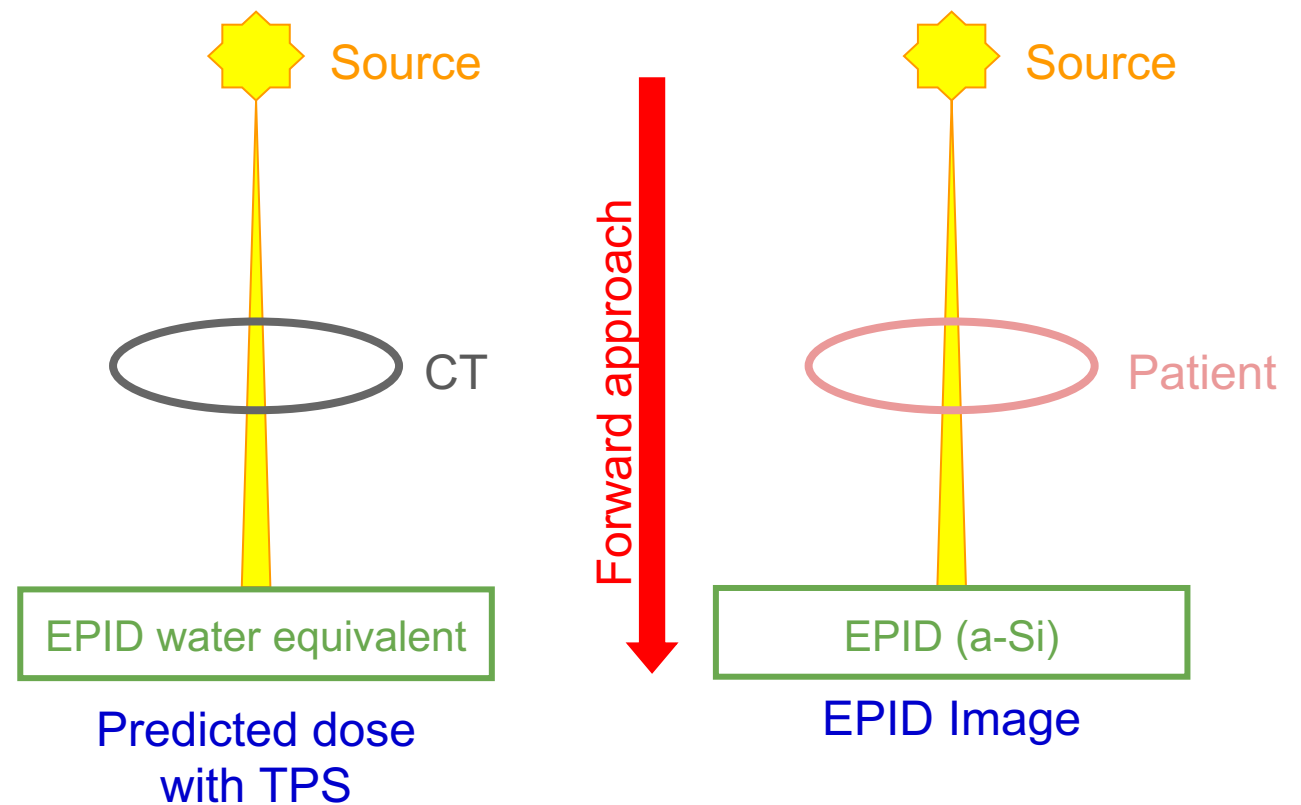 Source
CT
EPID water equivalent
Predicted dose
with TPS
Forward approach
Source
Patient
EPID (a-Si)
EPID Image